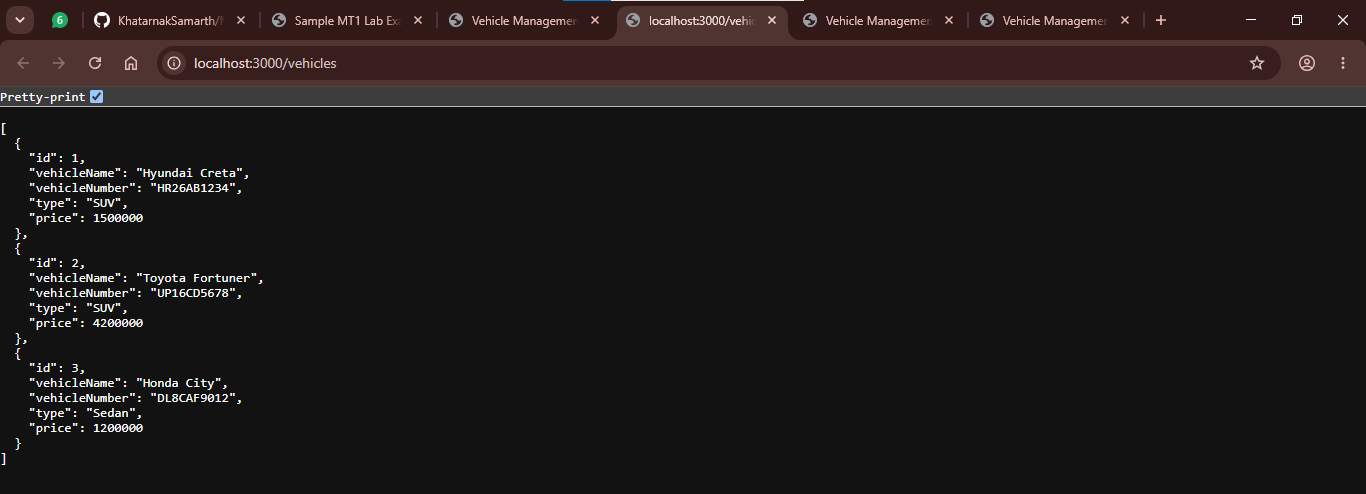 6
KhatarnakSamarth/
Sample MT1 Lab Exa
Vehicle Managemen
localhost:3000/vehic
Vehicle Managemen
Vehicle Managemen
localhost:3000/vehicles
Pretty-print
[
  {
    "id": 1,
    "vehicleName": "Hyundai Creta",
    "vehicleNumber": "HR26AB1234",
    "type": "SUV",
    "price": 1500000
  },
  {
    "id": 2,
    "vehicleName": "Toyota Fortuner",
    "vehicleNumber": "UP16CD5678",
    "type": "SUV",
    "price": 4200000
  },
  {
    "id": 3,
    "vehicleName": "Honda City",
    "vehicleNumber": "DL8CAF9012",
    "type": "Sedan",
    "price": 1200000
  }
]